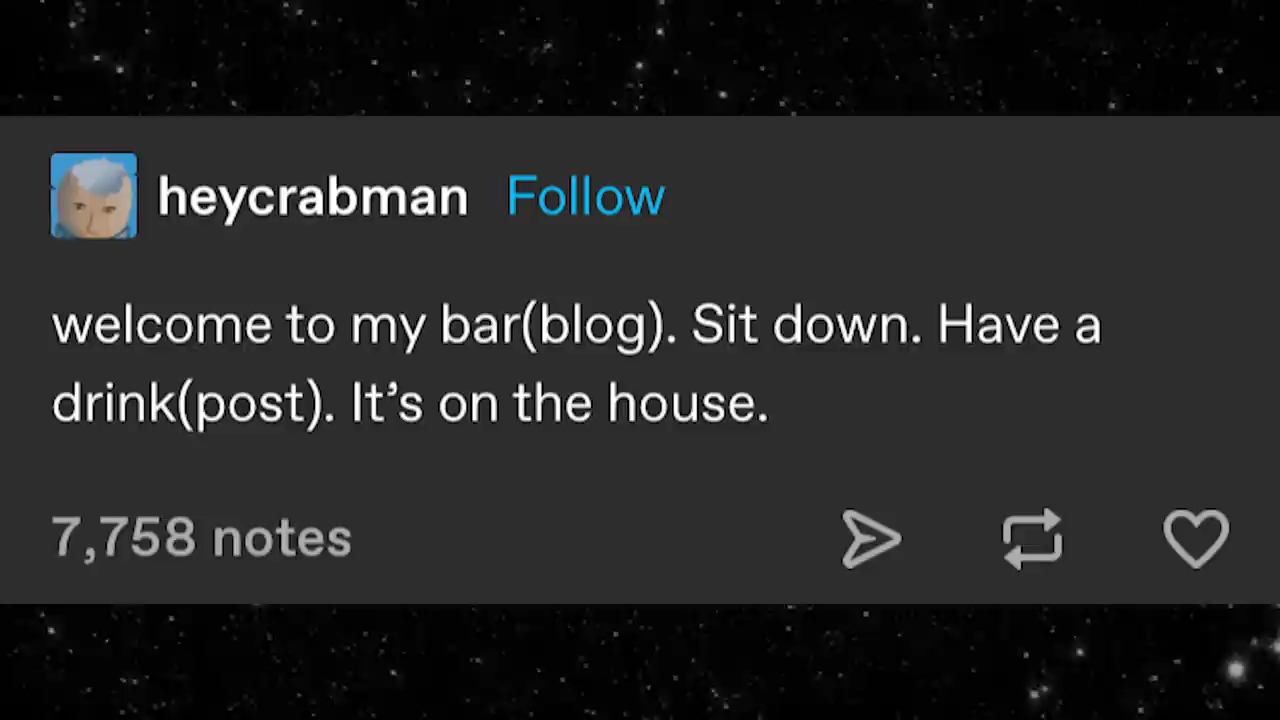 heycrabman Follow
welcome to my bar(blog). Sit down. Have a
drink(post). It’s on the house.
7,758 notes